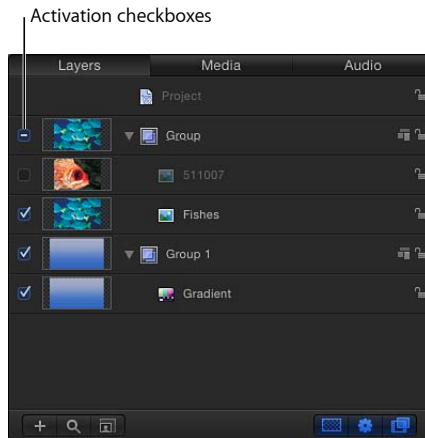 Activation checkboxes
Layers Media Audio
Project
Group
511007
Fishes
Group 1
Gradient